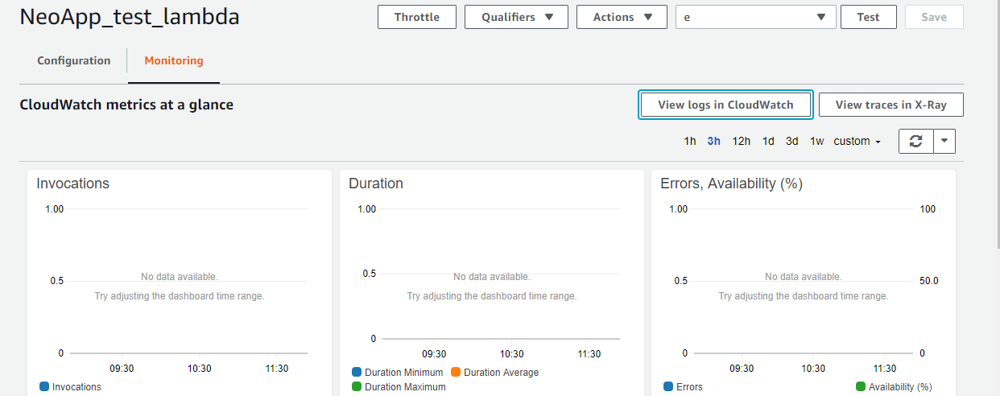 NeoApp_test_lambda
Throttle Qualifiers Actions e Test Save
Configuration Monitoring
CloudWatch metrics at a glance
View logs in CloudWatch View traces in X-Ray
1h 3h 12h 1d 3d 1w custom
Invocations
1.00
0.5
No data available.
Try adjusting the dashboard time range.
0
09:30 10:30 11:30
Invocations
Duration
1.00
0.5
No data available.
Try adjusting the dashboard time range.
0
09:30 10:30 11:30
Duration Minimum Duration Average
Duration Maximum
Errors, Availability (%)
1.00 100
0.5 50.0
No data available.
Try adjusting the dashboard time range.
0 0
09:30 10:30 11:30
Errors Availability (%)